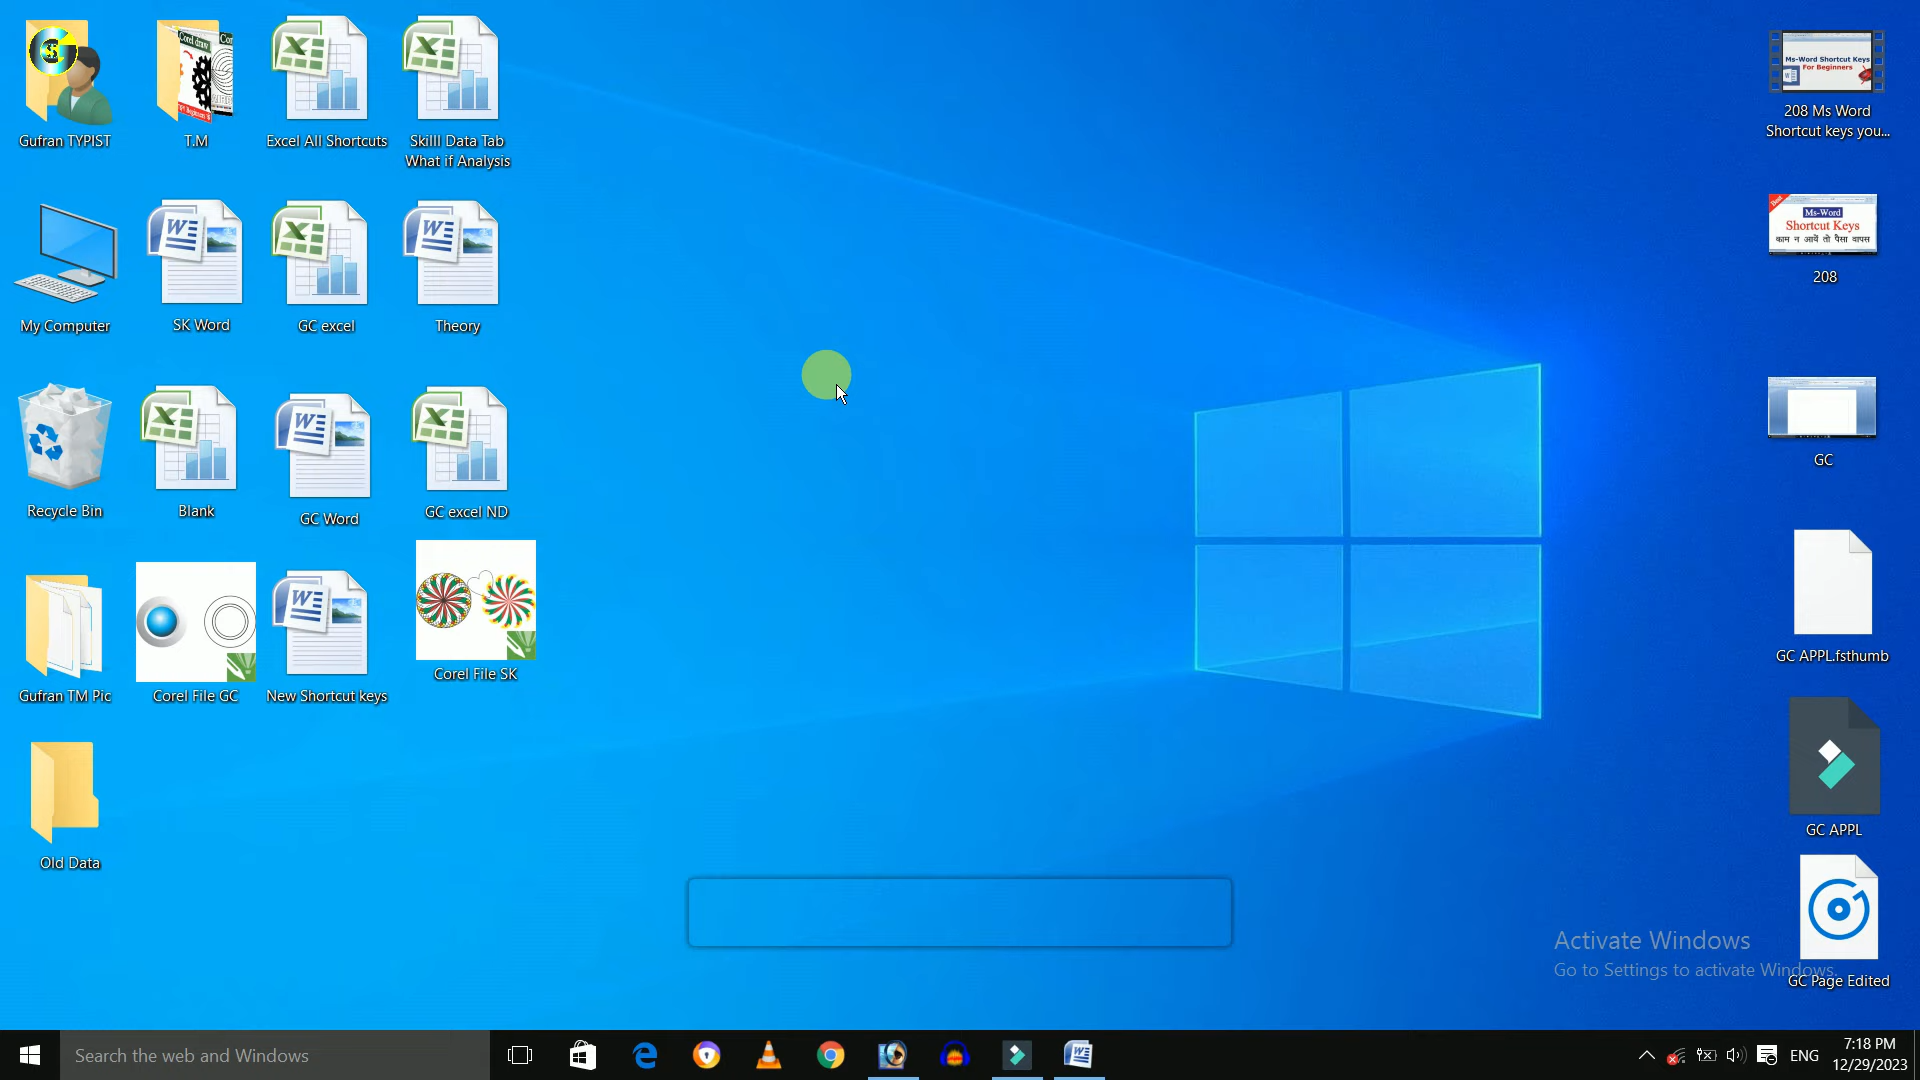 Gufran TYPIST
T.M
Excel All Shortcuts
Skilll Data Tab
What if Analysis
208 Ms Word
Shortcut keys you...
Ms-Word Shortcut Keys
For Beginners
My Computer
SK Word
GC excel
Theory
Ms-Word
Shortcut Keys
काम न आयें तो पैसा वापस
208
Recycle Bin
Blank
GC Word
GC excel ND
GC
Gufran TM Pic
Corel File GC
New Shortcut keys
Corel File SK
GC APPL.fsthumb
GC APPL
Old Data
Activate Windows
Go to Settings to activate Windows.
GC Page Edited
Search the web and Windows
ENG
7:18 PM
12/29/2023